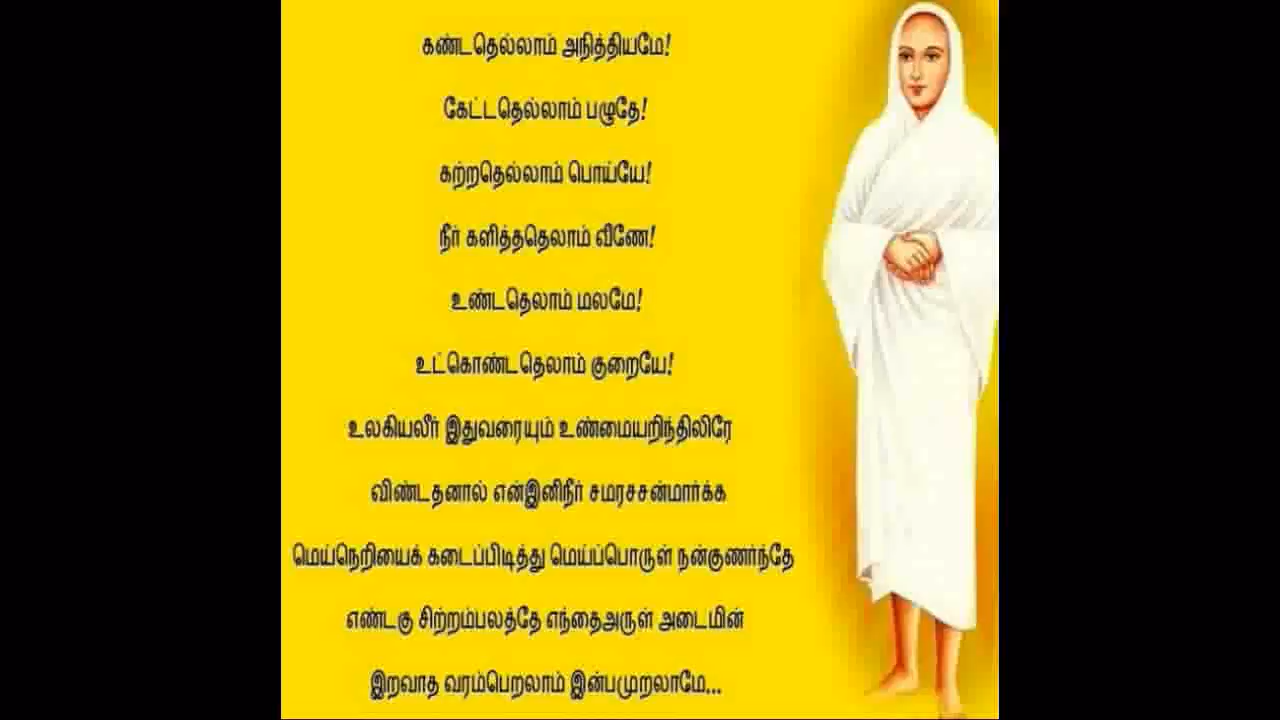 கண்டதெல்லாம் அநித்தியமே!
கேட்டதெல்லாம் பழுதே!
கற்றதெல்லாம் பொய்யே!
நீர் களித்ததெலாம் வீணே!
உண்டதெலாம் மலமே!
உட்கொண்டதெலாம் குறையே!
உலகியலீர் இதுவரையும் உண்மையறிந்திலிரே
விண்டதனால் என்இனிநீர் சமரசசன்மார்க்க
மெய்நெறியைக் கடைப்பிடித்து மெய்ப்பொருள் நன்குணர்ந்தே
எண்டகு சிற்றம்பலத்தே எந்தைஅருள் அடைமின்
இறவாத வரம்பெறலாம் இன்பமுறலாமே...